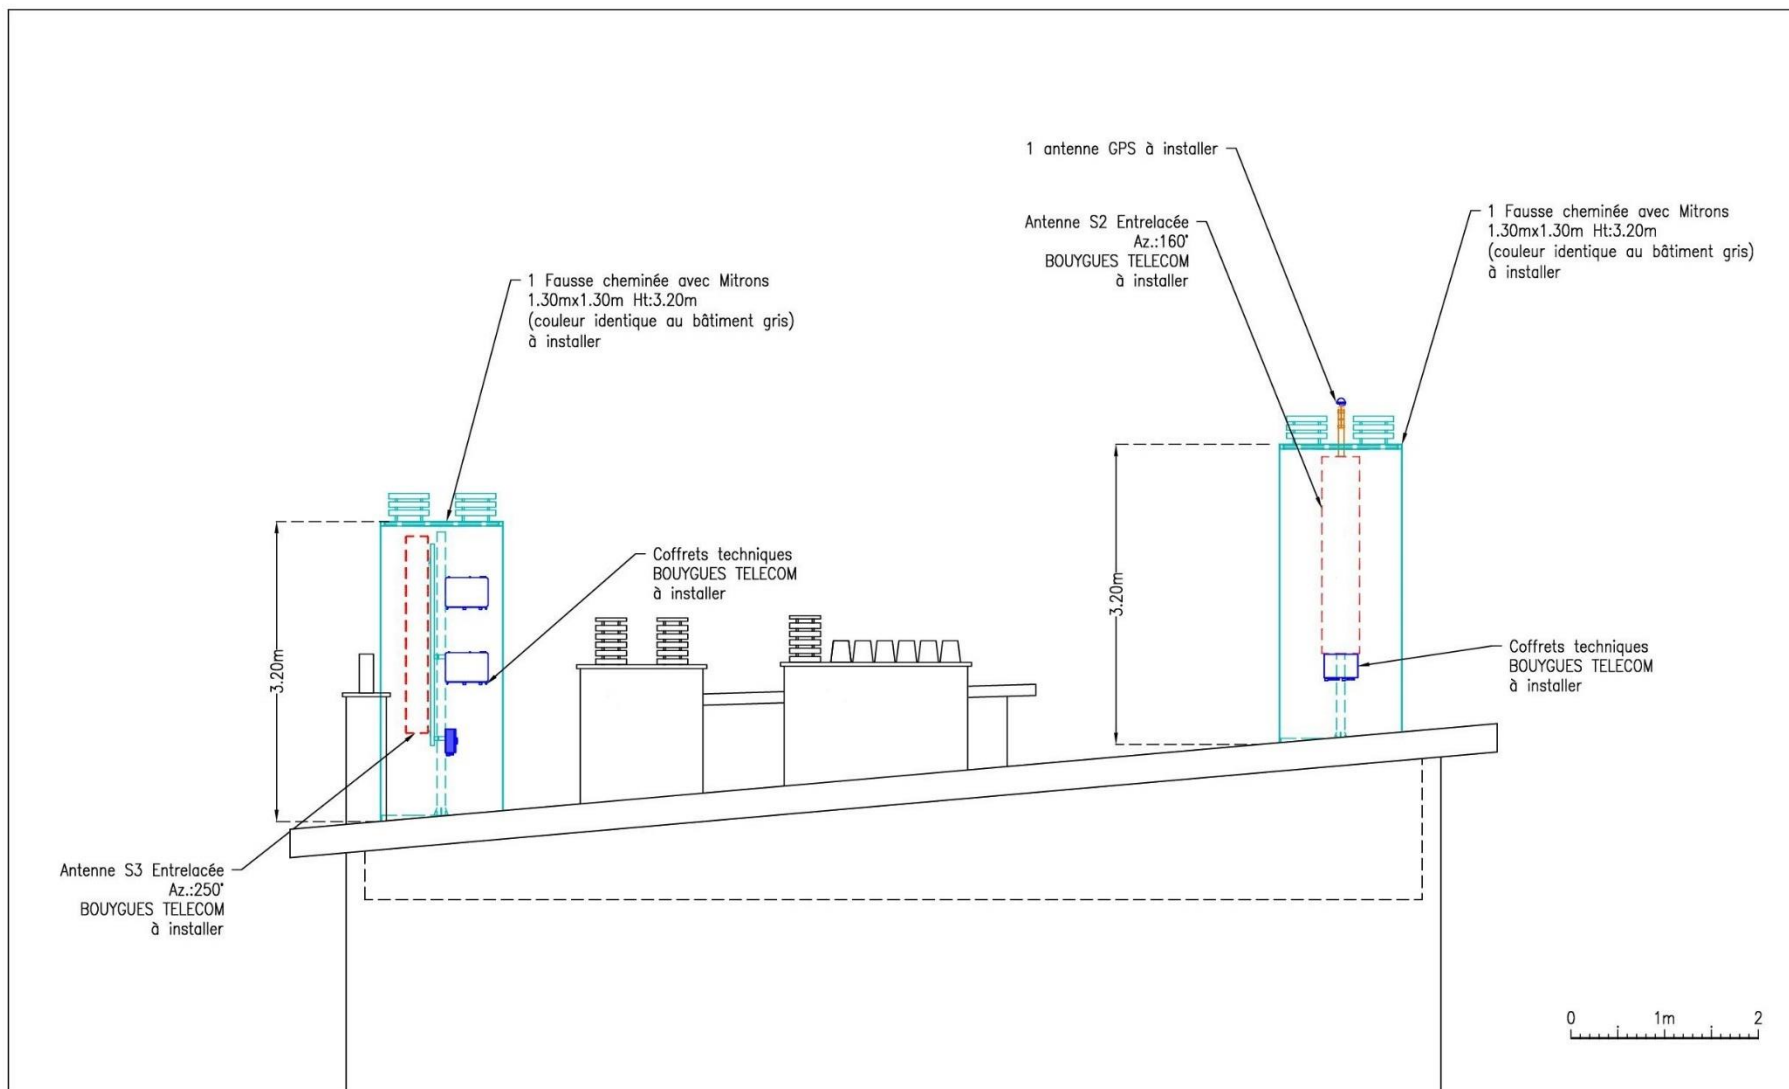 1 antenne GPS à installer
Antenne S2 Entrelacée
Az.:160°
BOUYGUES TELECOM
à installer
1 Fausse cheminée avec Mitrons
1.30mx1.30m Ht:3.20m
(couleur identique au bâtiment gris)
à installer
1 Fausse cheminée avec Mitrons
1.30mx1.30m Ht:3.20m
(couleur identique au bâtiment gris)
à installer
Coffrets techniques
BOUYGUES TELECOM
à installer
3.20m
3.20m
Coffrets techniques
BOUYGUES TELECOM
à installer
Antenne S3 Entrelacée
Az.:250°
BOUYGUES TELECOM
à installer
0 1m 2